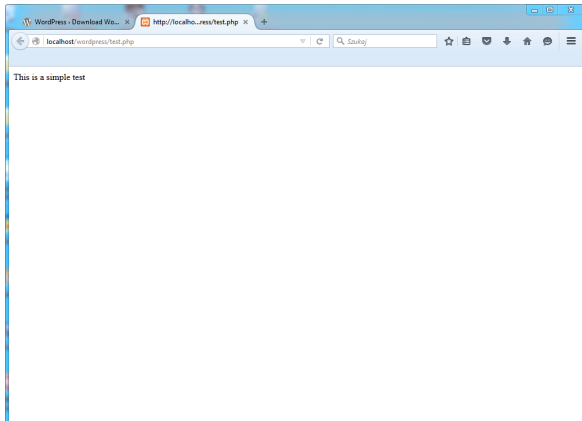 WordPress › Download Wo...
http://localho...ress/test.php
localhost/wordpress/test.php
Szukaj
This is a simple test